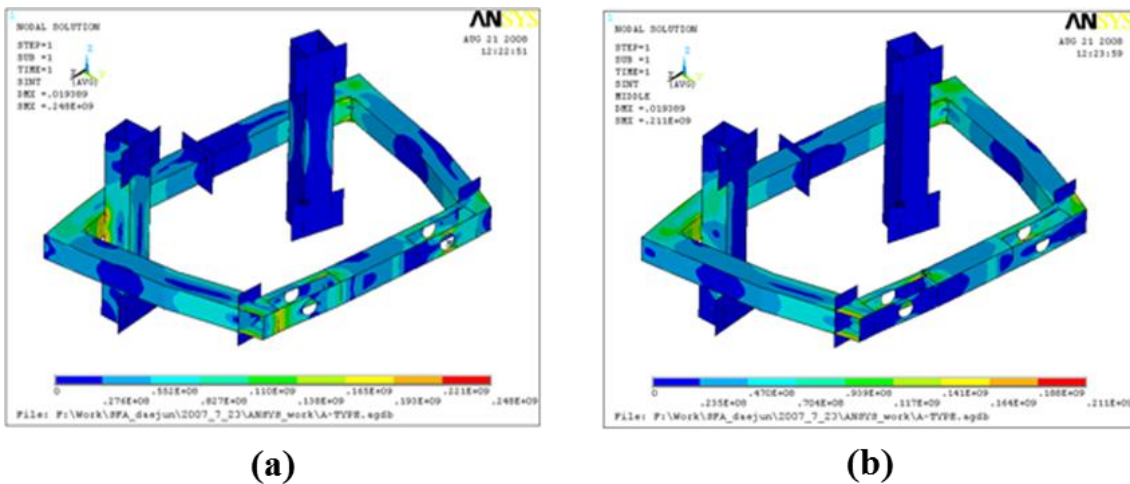 1
NODAL SOLUTION
STEP=1
SUB =1
TIME=1
SINT (AVG)
DMX =.019389
SMX =.248E+09
ANSYS
AUG 21 2008
12:22:51
0 .552E+08 .110E+09 .165E+09 .221E+09
.276E+08 .827E+08 .138E+09 .193E+09 .248E+09
File: F:\Work\SFA_daejun\2007_7_23\ANSYS_work\A-TYPE.agdb
(a)
1
NODAL SOLUTION
STEP=1
SUB =1
TIME=1
SINT (AVG)
MIDDLE
DMX =.019389
SMX =.211E+09
ANSYS
AUG 21 2008
12:23:59
0 .470E+08 .939E+08 .141E+09 .188E+09
.235E+08 .704E+08 .117E+09 .164E+09 .211E+09
File: F:\Work\SFA_daejun\2007_7_23\ANSYS_work\A-TYPE.agdb
(b)